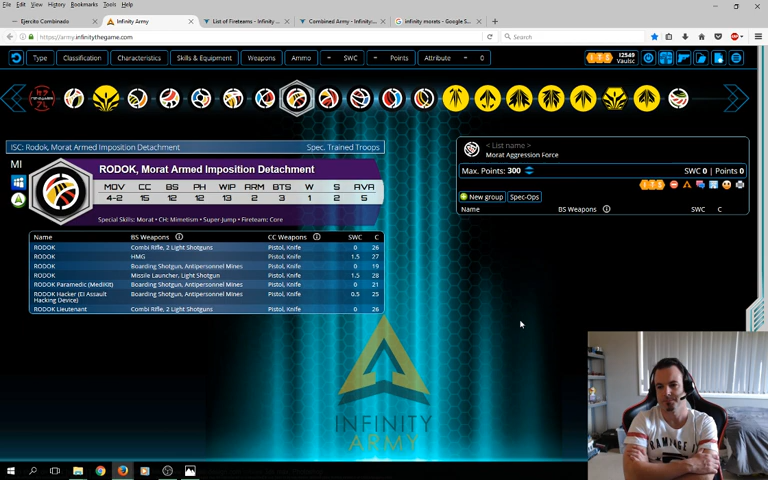 File Edit View History Bookmarks Tools Help
Ejercito Combinado
Infinity Army
List of Fireteams - Infinity ...
Combined Army - Infinity: ...
infinity morats - Google S...
https://army.infinitythegame.com
Search
Type Classification Characteristics Skills & Equipment Weapons Ammo - SWC - Points Attribute - 0
ITS
I2549
Vaulsc
ISC: Rodok, Morat Armed Imposition Detachment Spec. Trained Troops
MI
RODOK, Morat Armed Imposition Detachment
MOV CC BS PH WIP ARM BTS W S AVA
4-2 15 12 12 13 2 3 1 2 5
Special Skills: Morat • CH: Mimetism • Super-Jump • Fireteam: Core
Name BS Weapons CC Weapons SWC C
RODOK Combi Rifle, 2 Light Shotguns Pistol, Knife 0 26
RODOK HMG Pistol, Knife 1.5 27
RODOK Boarding Shotgun, Antipersonnel Mines Pistol, Knife 0 19
RODOK Missile Launcher, Light Shotgun Pistol, Knife 1.5 28
RODOK Paramedic (MediKit) Boarding Shotgun, Antipersonnel Mines Pistol, Knife 0 21
RODOK Hacker (EI Assault Hacking Device) Boarding Shotgun, Antipersonnel Mines Pistol, Knife 0.5 25
RODOK Lieutenant Combi Rifle, 2 Light Shotguns Pistol, Knife 0 26
< List name >
Morat Aggression Force
Max. Points: 300 SWC 0 | Points 0
ITS
New group Spec-Ops
Name BS Weapons SWC C
INFINITY
ARMY